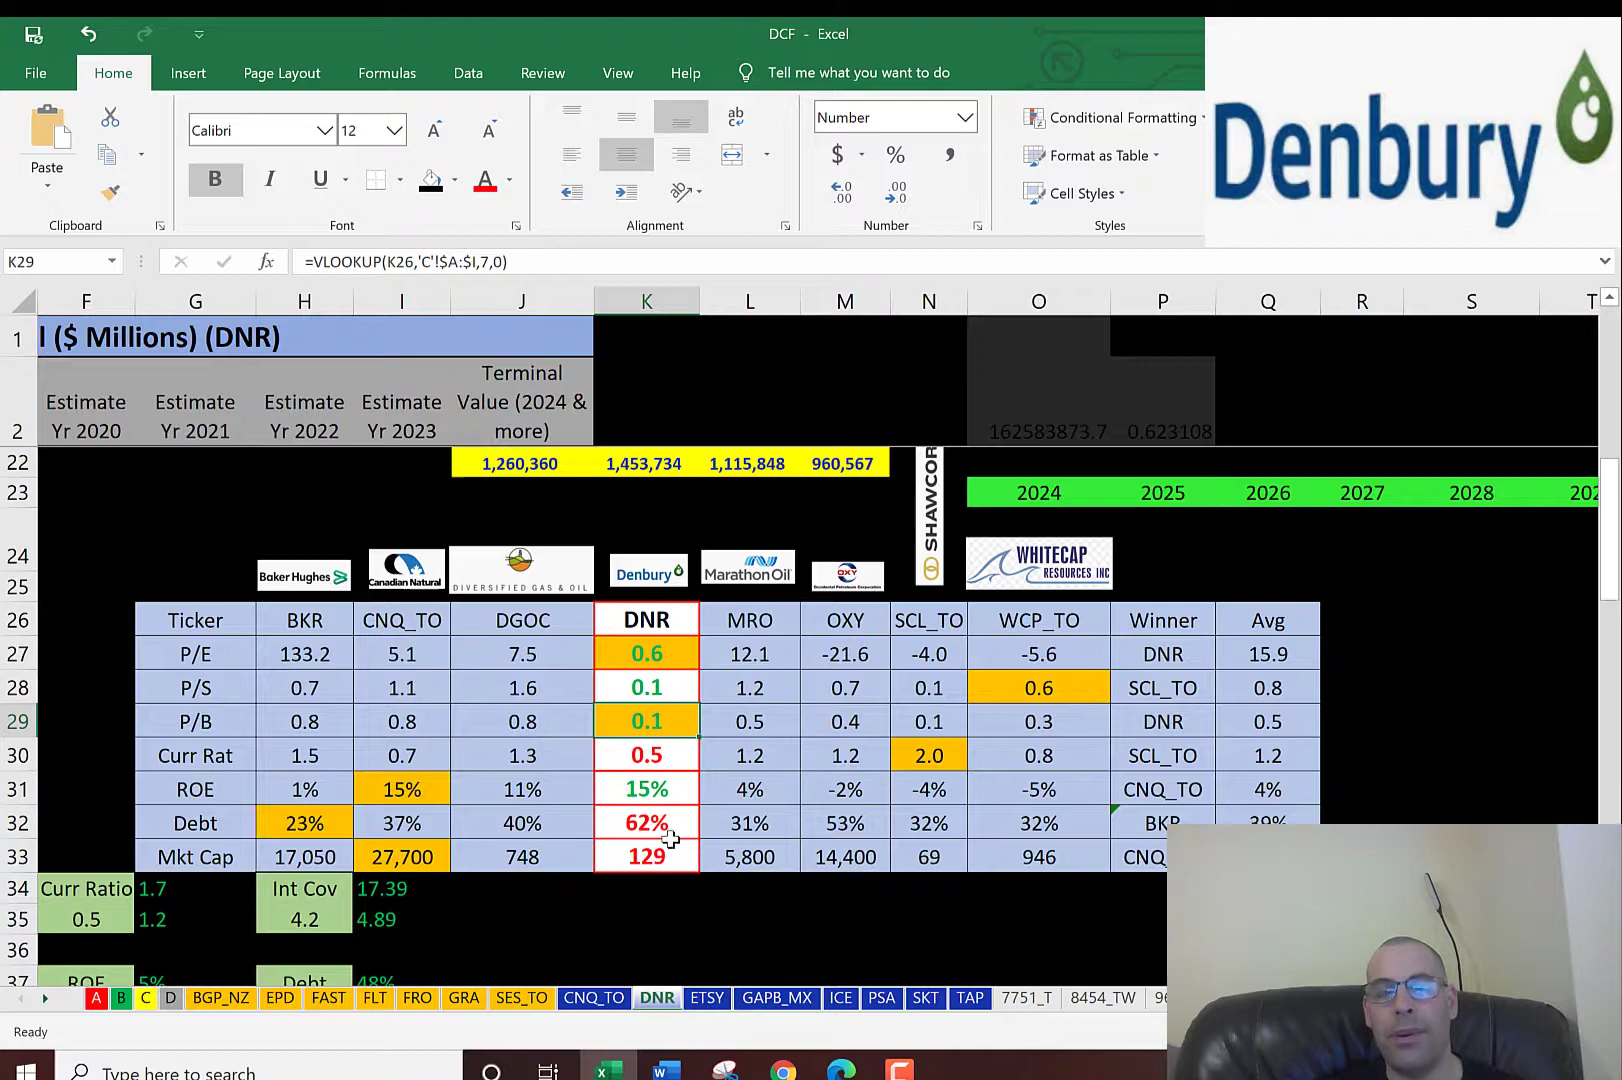 DCF - Excel
File Home Insert Page Layout Formulas Data Review View Help Tell me what you want to do
Denbury
Paste
Calibri 12 A A
B I U A
ab
Number
$ % ,
Conditional Formatting
Format as Table
Cell Styles
Clipboard Font Alignment Number Styles
K29 fx =VLOOKUP(K26,'C'!$A:$I,7,0)
F G H I J K L M N O P Q R S T
1 l ($ Millions) (DNR)
2 Estimate Yr 2020 Estimate Yr 2021 Estimate Yr 2022 Estimate Yr 2023 Terminal Value (2024 & more) 162583873.7 0.623108
22 1,260,360 1,453,734 1,115,848 960,567
23 2024 2025 2026 2027 2028 202
SHAWCOR
24
25
Baker Hughes Canadian Natural DIVERSIFIED GAS & OIL Denbury Marathon Oil OXY WHITECAP RESOURCES INC
26 Ticker BKR CNQ_TO DGOC DNR MRO OXY SCL_TO WCP_TO Winner Avg
27 P/E 133.2 5.1 7.5 0.6 12.1 -21.6 -4.0 -5.6 DNR 15.9
28 P/S 0.7 1.1 1.6 0.1 1.2 0.7 0.1 0.6 SCL_TO 0.8
29 P/B 0.8 0.8 0.8 0.1 0.5 0.4 0.1 0.3 DNR 0.5
30 Curr Rat 1.5 0.7 1.3 0.5 1.2 1.2 2.0 0.8 SCL_TO 1.2
31 ROE 1% 15% 11% 15% 4% -2% -4% -5% CNQ_TO 4%
32 Debt 23% 37% 40% 62% 31% 53% 32% 32% BKR 39%
33 Mkt Cap 17,050 27,700 748 129 5,800 14,400 69 946 CNQ
34 Curr Ratio 1.7 Int Cov 17.39
35 0.5 1.2 4.2 4.89
36
37 ROE 5% Debt 48%
A B C D BGP_NZ EPD FAST FLT FRO GRA SES_TO CNQ_TO DNR ETSY GAPB_MX ICE PSA SKT TAP 7751_T 8454_TW
Ready
Type here to search